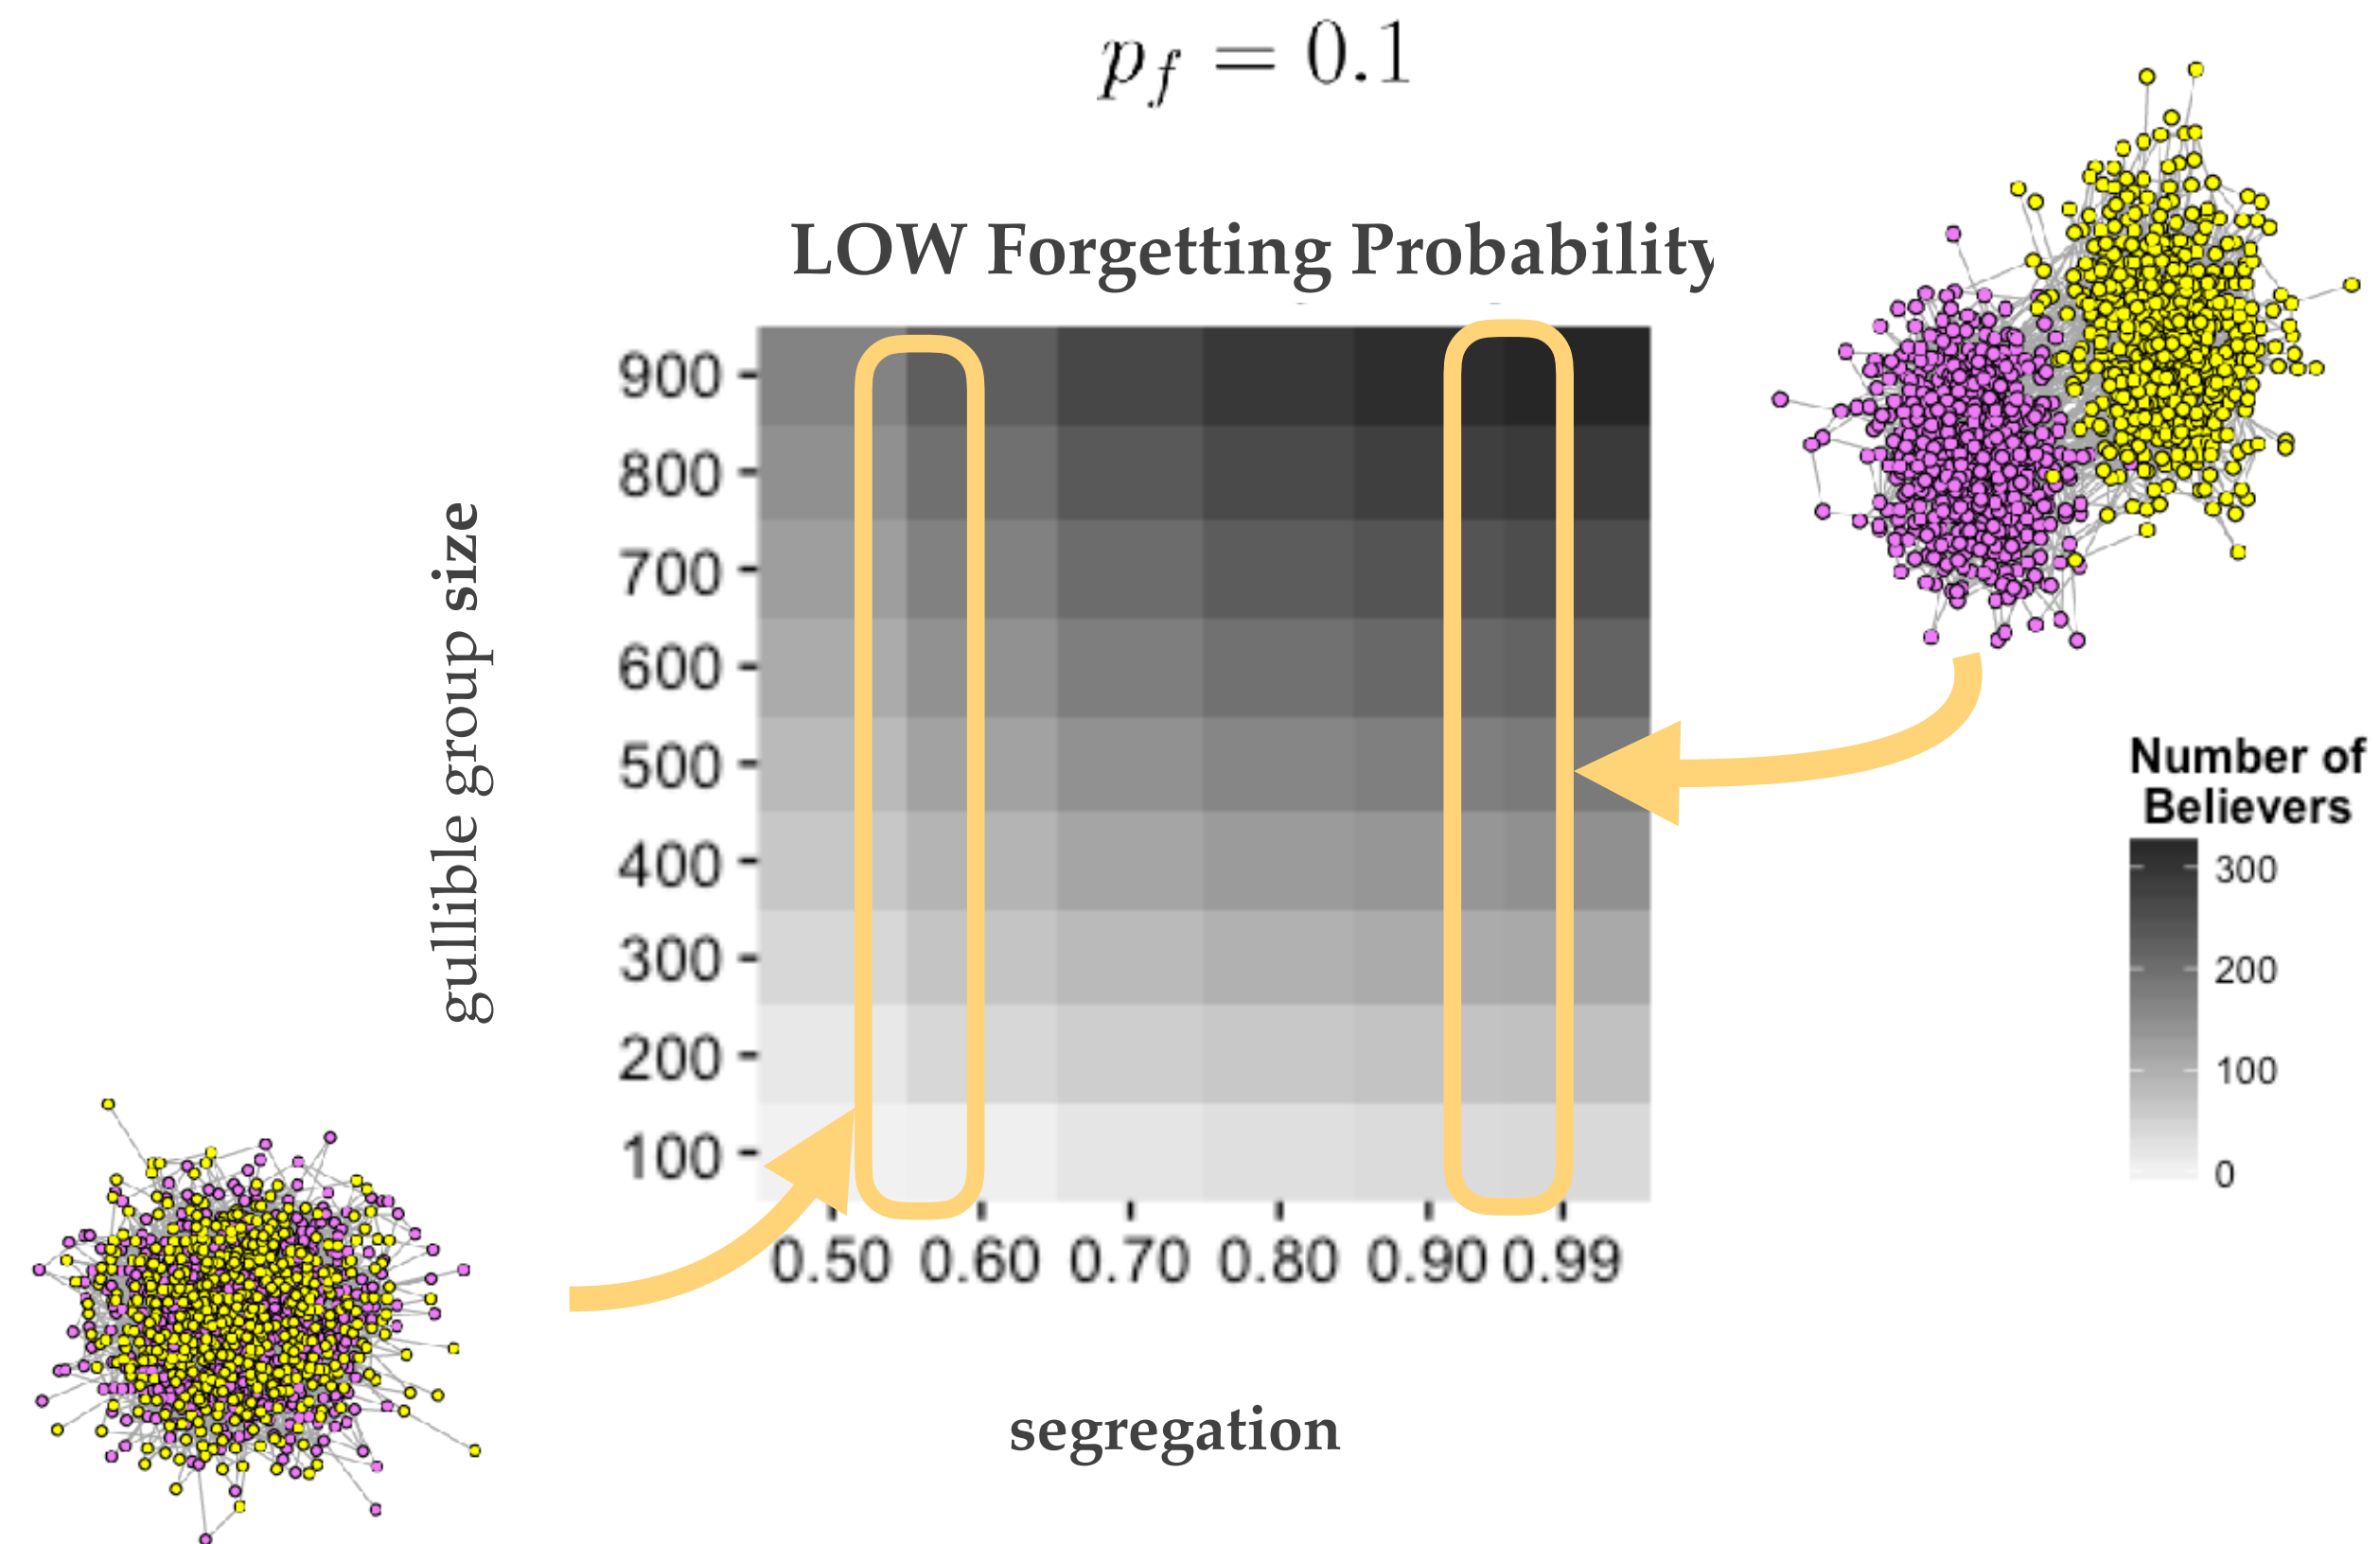 p_f = 0.1
LOW Forgetting Probability
gullible group size
900
800
700
600
500
400
300
200
100
0.50 0.60 0.70 0.80 0.90 0.99
segregation
Number of
Believers
300
200
100
0